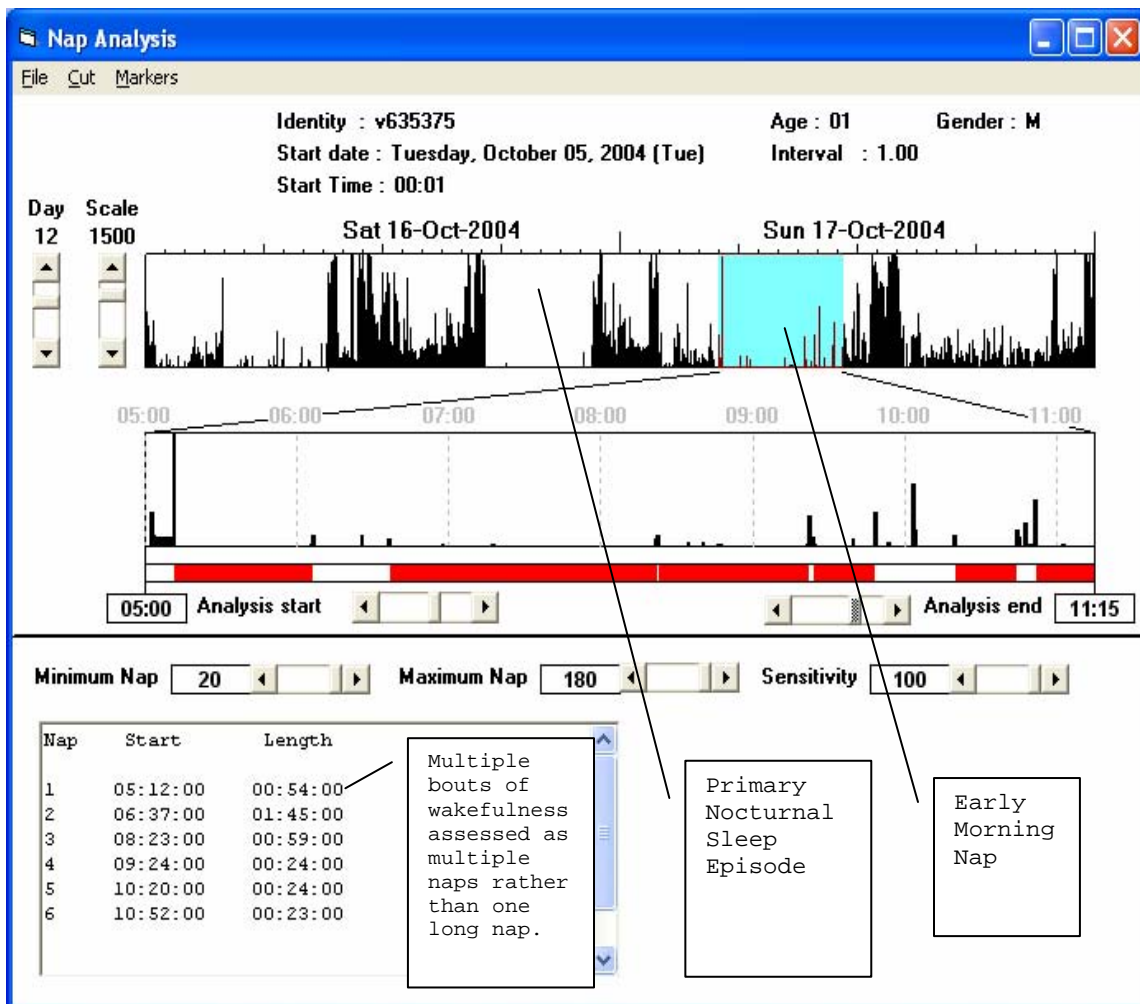 Nap Analysis
File Cut Markers
Identity : v635375 Age : 01 Gender : M
Start date : Tuesday, October 05, 2004 (Tue) Interval : 1.00
Start Time : 00:01
Day Scale
12 1500
Sat 16-Oct-2004 Sun 17-Oct-2004
05:00 06:00 07:00 08:00 09:00 10:00 11:00
05:00 Analysis start Analysis end 11:15
Minimum Nap 20 Maximum Nap 180 Sensitivity 100
Nap Start Length
1 05:12:00 00:54:00
2 06:37:00 01:45:00
3 08:23:00 00:59:00
4 09:24:00 00:24:00
5 10:20:00 00:24:00
6 10:52:00 00:23:00
Multiple
bouts of
wakefulness
assessed as
multiple
naps rather
than one
long nap.
Primary
Nocturnal
Sleep
Episode
Early
Morning
Nap